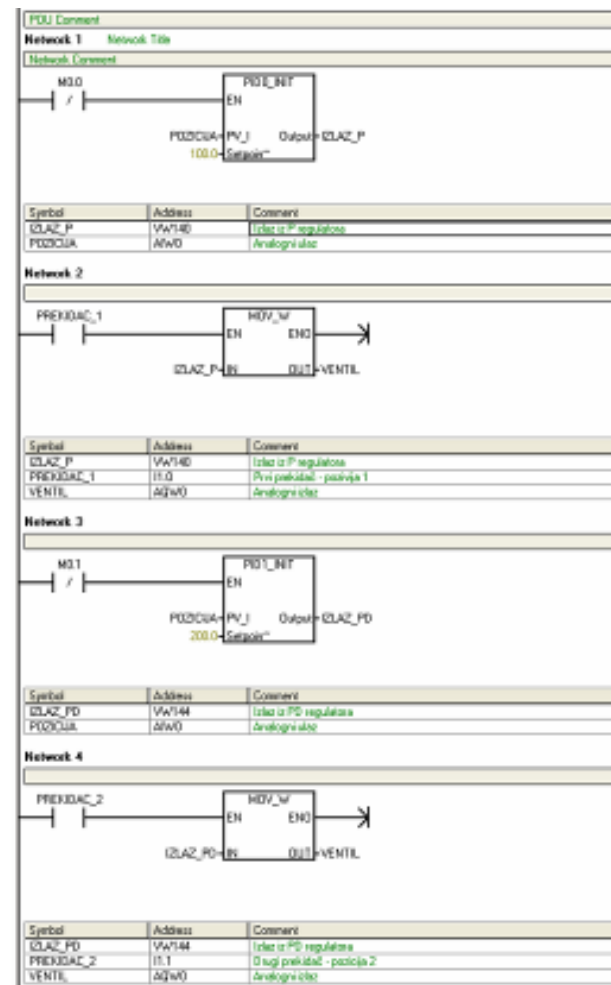 POU Comment
Network 1 Network Title
Network Comment
M0.0
/
PID0_INIT
EN
POZICIJA PV_I Output IZLAZ_P
100.0 Setpoin~
Symbol Address Comment
IZLAZ_P VW140 Izlaz iz P regulatora
POZICIJA AIW0 Analogni ulaz
Network 2
PREKIDAC_1
MOV_W
EN ENO
IZLAZ_P IN OUT VENTIL
Symbol Address Comment
IZLAZ_P VW140 Izlaz iz P regulatora
PREKIDAC_1 I1.0 Prvi prekidač - pozivija 1
VENTIL AQW0 Analogni izlaz
Network 3
M0.1
/
PID1_INIT
EN
POZICIJA PV_I Output IZLAZ_PD
200.0 Setpoin~
Symbol Address Comment
IZLAZ_PD VW144 Izlaz iz PD regulatora
POZICIJA AIW0 Analogni ulaz
Network 4
PREKIDAC_2
MOV_W
EN ENO
IZLAZ_PD IN OUT VENTIL
Symbol Address Comment
IZLAZ_PD VW144 Izlaz iz PD regulatora
PREKIDAC_2 I1.1 Drugi prekidač - pozicija 2
VENTIL AQW0 Analogni izlaz